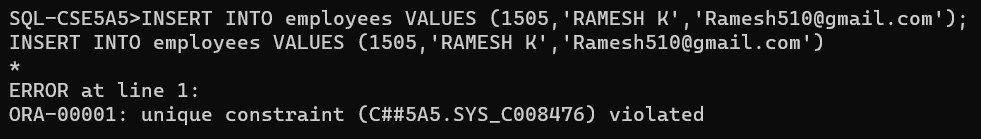 SQL-CSE5A5>INSERT INTO employees VALUES (1505,'RAMESH K','Ramesh510@gmail.com');
INSERT INTO employees VALUES (1505,'RAMESH K','Ramesh510@gmail.com')
*
ERROR at line 1:
ORA-00001: unique constraint (C##5A5.SYS_C008476) violated